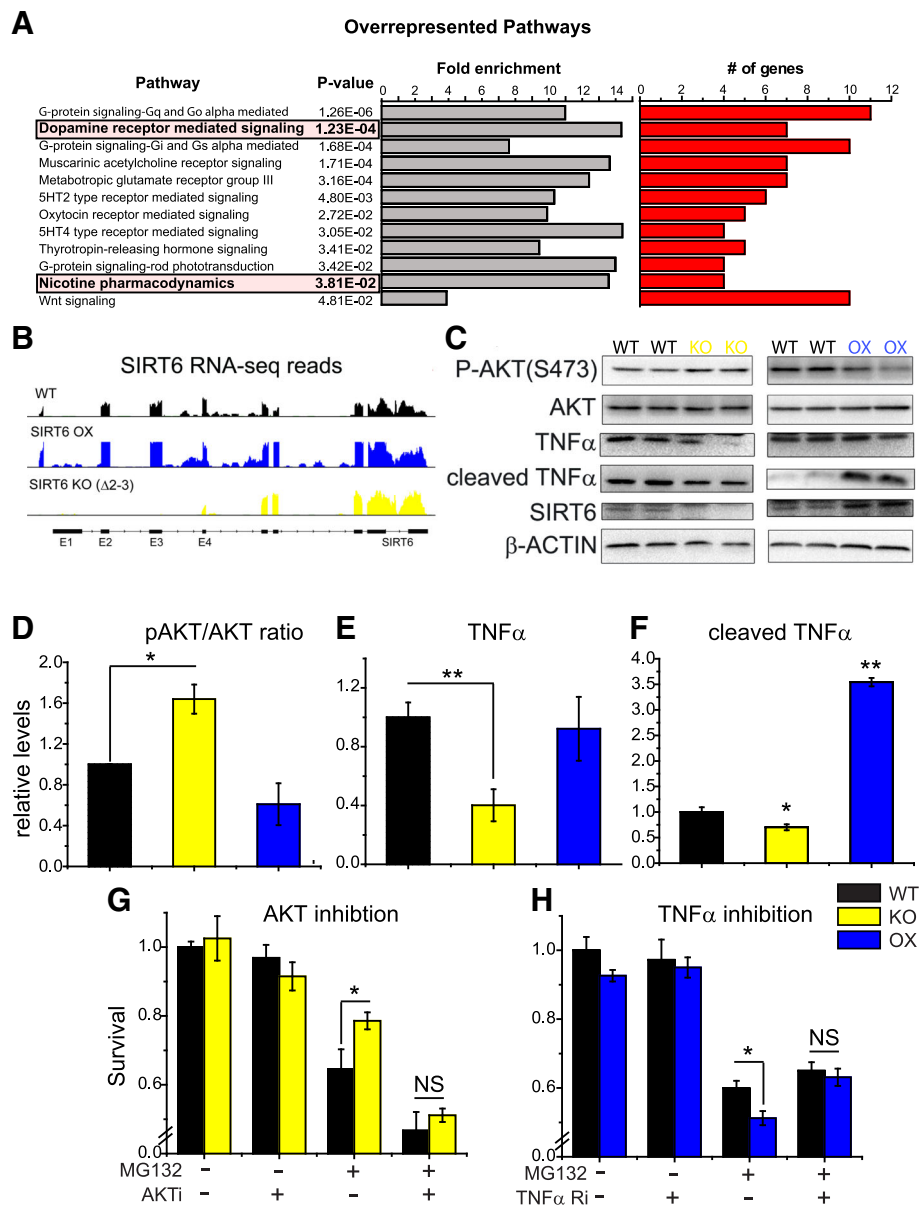 A
Overrepresented Pathways
Pathway P-value Fold enrichment # of genes
0 2 4 6 8 10 12 14 0 2 4 6 8 10 12
G-protein signaling-Gq and Go alpha mediated 1.26E-06
Dopamine receptor mediated signaling 1.23E-04
G-protein signaling-Gi and Gs alpha mediated 1.68E-04
Muscarinic acetylcholine receptor signaling 1.71E-04
Metabotropic glutamate receptor group III 3.16E-04
5HT2 type receptor mediated signaling 4.80E-03
Oxytocin receptor mediated signaling 2.72E-02
5HT4 type receptor mediated signaling 3.05E-02
Thyrotropin-releasing hormone signaling 3.41E-02
G-protein signaling-rod phototransduction 3.42E-02
Nicotine pharmacodynamics 3.81E-02
Wnt signaling 4.81E-02
B
SIRT6 RNA-seq reads
WT
SIRT6 OX
SIRT6 KO (Δ2-3)
E1 E2 E3 E4 SIRT6
C
WT WT KO KO WT WT OX OX
P-AKT(S473)
AKT
TNFα
cleaved TNFα
SIRT6
β-ACTIN
D
pAKT/AKT ratio
relative levels
2.0
1.6
1.2
0.8
0.4
0.0
*
E
TNFα
1.2
0.8
0.4
0.0
**
F
cleaved TNFα
4.0
3.5
3.0
2.5
2.0
1.5
1.0
0.5
0.0
*
**
G
AKT inhibtion
Survival
1.0
0.8
0.6
0.0
*
NS
MG132 - - + +
AKTi - + - +
H
TNFα inhibition
1.0
0.8
0.6
0.0
*
NS
MG132 - - + +
TNFα Ri - + - +
WT
KO
OX